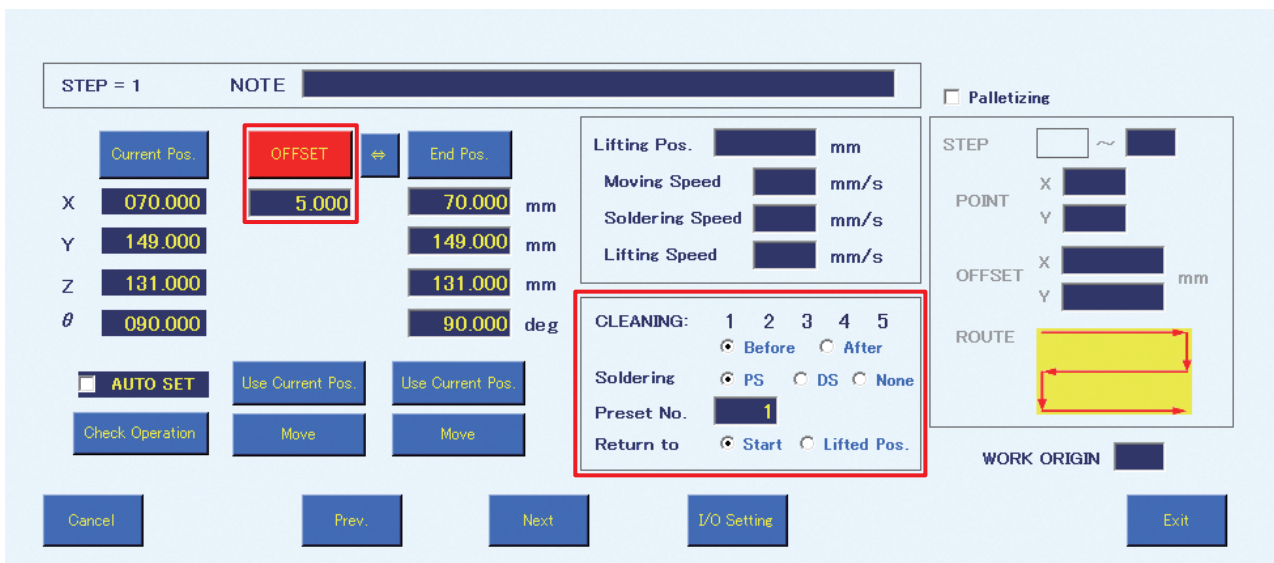 STEP = 1 NOTE
Palletizing
Current Pos. OFFSET ⇔ End Pos.
X 070.000 5.000 70.000 mm
Y 149.000 149.000 mm
Z 131.000 131.000 mm
θ 090.000 90.000 deg
AUTO SET Use Current Pos. Use Current Pos.
Check Operation Move Move
Lifting Pos. mm
Moving Speed mm/s
Soldering Speed mm/s
Lifting Speed mm/s
CLEANING: 1 2 3 4 5
Before After
Soldering PS DS None
Preset No. 1
Return to Start Lifted Pos.
STEP ~
POINT X
Y
OFFSET X mm
Y
ROUTE
WORK ORIGIN
Cancel Prev. Next I/O Setting Exit